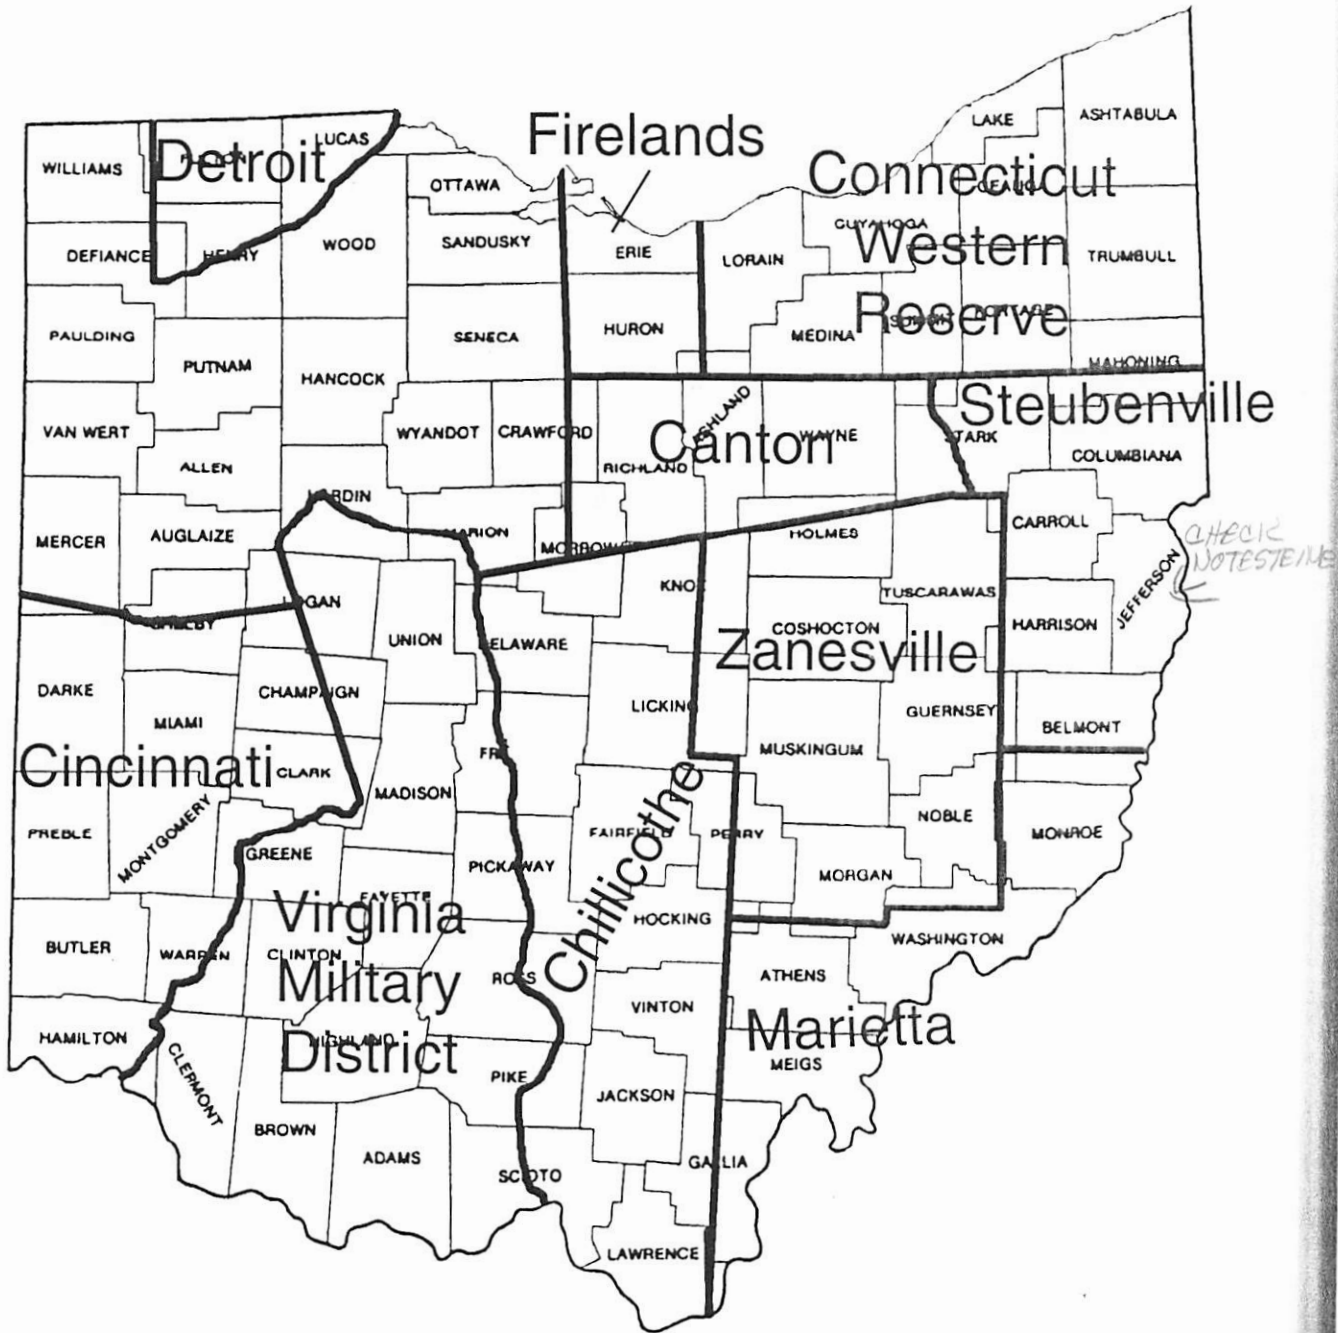 Firelands
LAKE
ASHTABULA
Detroit
LUCAS
WILLIAMS
Connecticut
OTTAWA
CUYAHOGA
Western
DEFIANCE
HENRY
WOOD
SANDUSKY
ERIE
LORAIN
TRUMBULL
Reserve
PAULDING
SENECA
HURON
MEDINA
PORTAGE
PUTNAM
HANCOCK
MAHONING
Steubenville
VAN WERT
WYANDOT
CRAWFORD
Canton
ASHLAND
WAYNE
STARK
ALLEN
RICHLAND
COLUMBIANA
HARDIN
MERCER
AUGLAIZE
MARION
MORROW
HOLMES
CARROLL
CHECK
NOTESTEINE
JEFFERSON
LOGAN
KNOX
TUSCARAWAS
SHELBY
UNION
DELAWARE
COSHOCTON
HARRISON
Zanesville
DARKE
CHAMPAIGN
LICKING
GUERNSEY
MIAMI
MUSKINGUM
BELMONT
Cincinnati
CLARK
MADISON
FRA
PREBLE
MONTGOMERY
GREENE
PICKAWAY
FAIRFIELD
Chillicothe
PERRY
NOBLE
MONROE
MORGAN
Virginia
FAYETTE
HOCKING
BUTLER
WARREN
CLINTON
WASHINGTON
Military
ROSS
ATHENS
VINTON
HAMILTON
CLERMONT
HIGHLAND
District
Marietta
PIKE
JACKSON
MEIGS
BROWN
ADAMS
SCIOTO
GALLIA
LAWRENCE